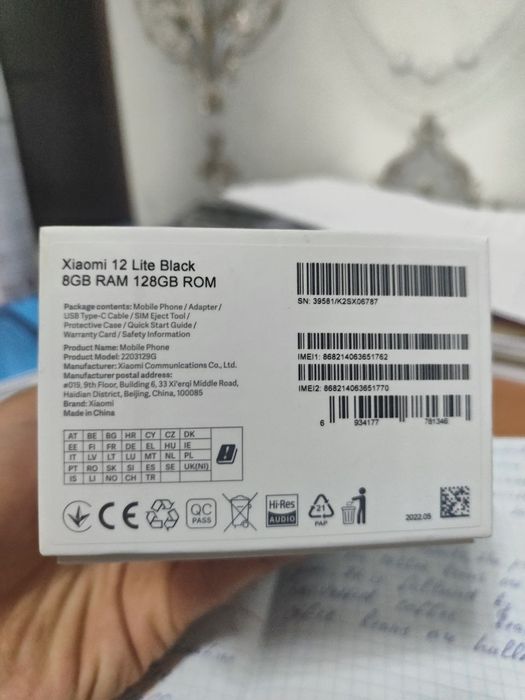 Xiaomi 12 Lite Black
8GB RAM 128GB ROM
Package contents: Mobile Phone / Adapter /
USB Type-C Cable / SIM Eject Tool /
Protective Case / Quick Start Guide /
Warranty Card / Safety Information
Product Name: Mobile Phone
Product Model: 2203129G
Manufacturer: Xiaomi Communications Co., Ltd.
Manufacturer postal address:
#019, 9th Floor, Building 6, 33 Xi'erqi Middle Road,
Haidian District, Beijing, China, 100085
Brand: Xiaomi
Made in China
SN: 39581/K2SX06787
IMEI1: 868214063651762
IMEI2: 868214063651770
6 934177 781346
AT BE BG HR CY CZ DK
EE FI FR DE EL HU IE
IT LV LT LU MT NL PL
PT RO SK SI ES SE UK(NI)
IS LI NO CH TR
CE
QC
PASS
Hi-Res
AUDIO
21
PAP
2022.05